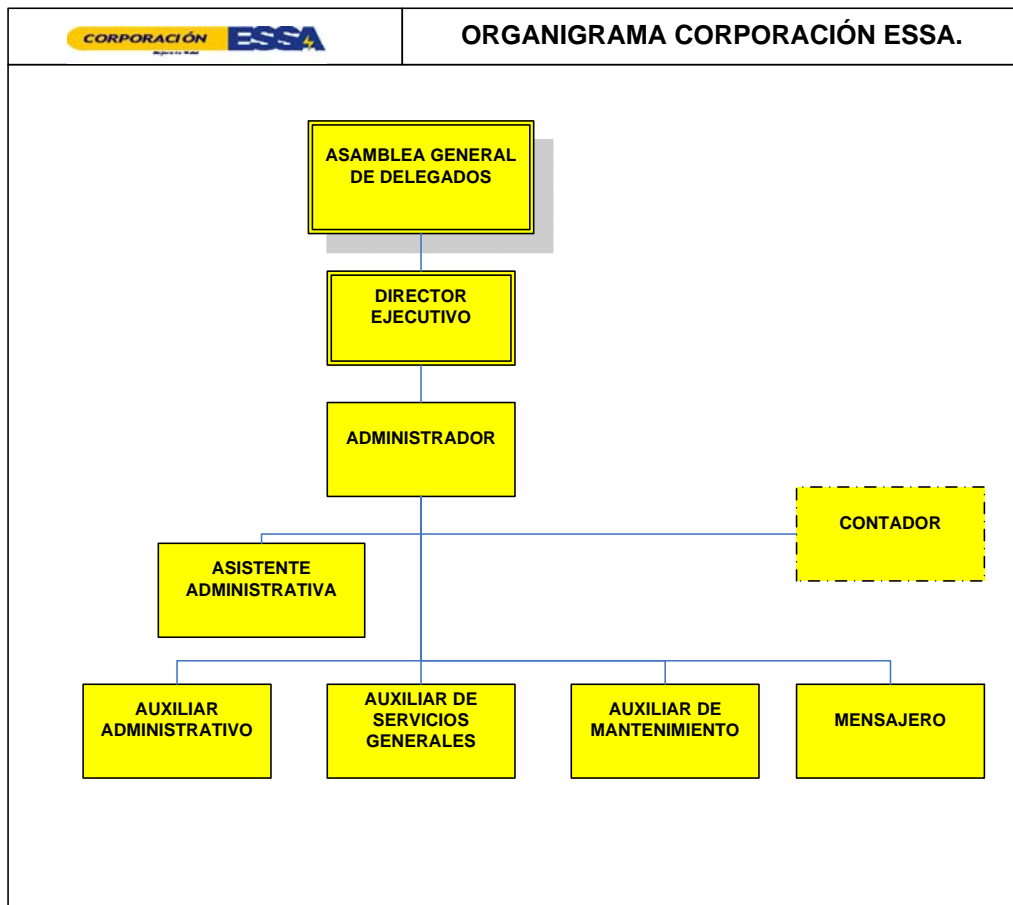 CORPORACIÓN ESSA
ORGANIGRAMA CORPORACIÓN ESSA.
ASAMBLEA GENERAL
DE DELEGADOS
DIRECTOR
EJECUTIVO
ADMINISTRADOR
CONTADOR
ASISTENTE
ADMINISTRATIVA
AUXILIAR
ADMINISTRATIVO
AUXILIAR DE
SERVICIOS
GENERALES
AUXILIAR DE
MANTENIMIENTO
MENSAJERO